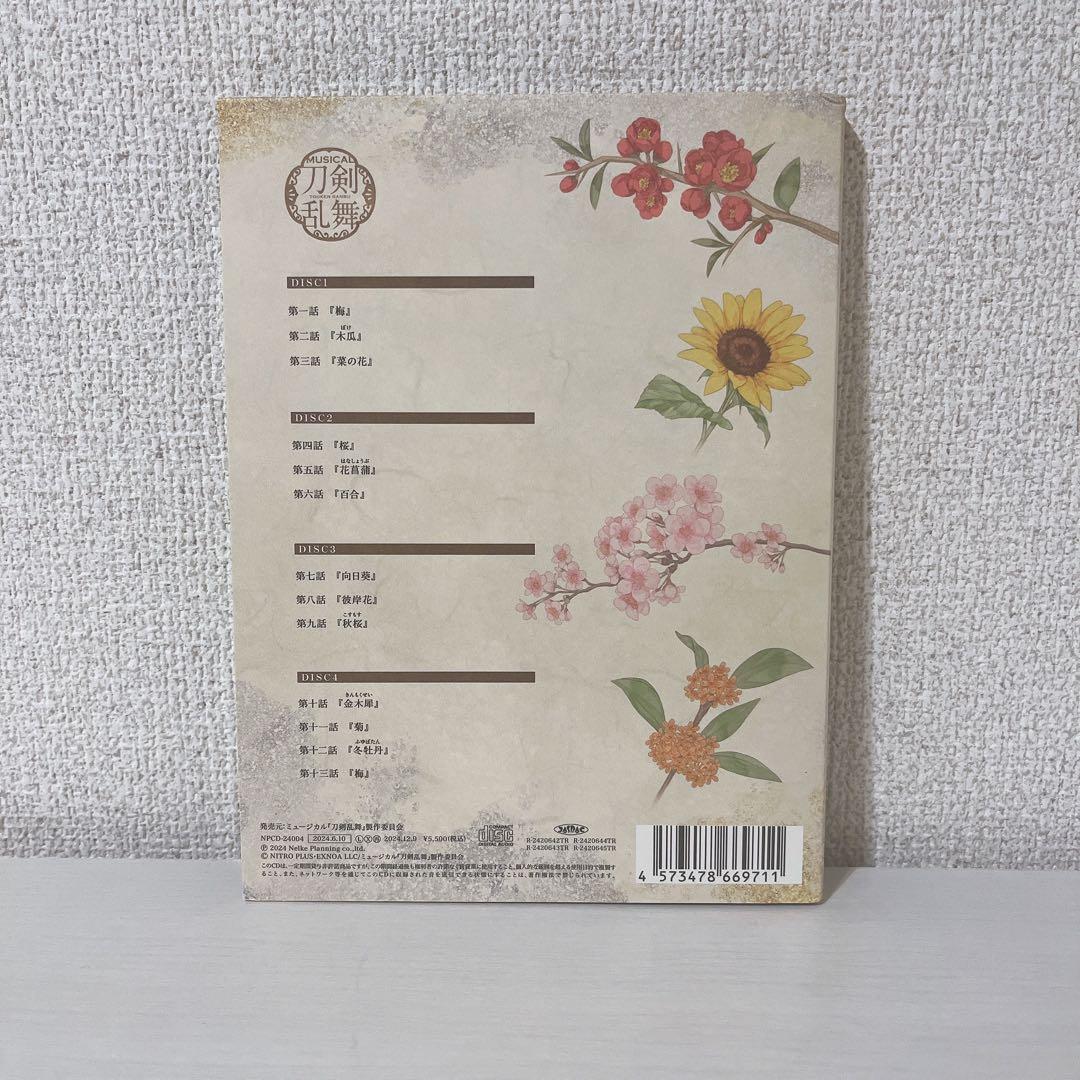 MUSICAL
刀剣
TOUKEN RANBU
乱舞
DISC1
第一話 『梅』
ぼけ
第二話 『木瓜』
第三話 『菜の花』
DISC2
第四話 『桜』
はなしょうぶ
第五話 『花菖蒲』
第六話 『百合』
DISC3
第七話 『向日葵』
第八話 『彼岸花』
こすもす
第九話 『秋桜』
DISC4
きんもくせい
第十話 『金木犀』
第十一話 『菊』
ふゆぼたん
第十二話 『冬牡丹』
第十三話 『梅』
発売元:ミュージカル『刀剣乱舞』製作委員会
NPCD-24004 2024.6.10 ⓁⓍⓂ 2024.12.9 ¥5,590(税込)
Ⓟ 2024 Nelke Planning co.,ltd.
© NITRO PLUS・EXNOA LLC/ミュージカル『刀剣乱舞』製作委員会
COMPACT
disc
DIGITAL AUDIO
JASRAC
R-2420642TR R-2420644TR
R-2420643TR R-2420645TR
4 573478 669711